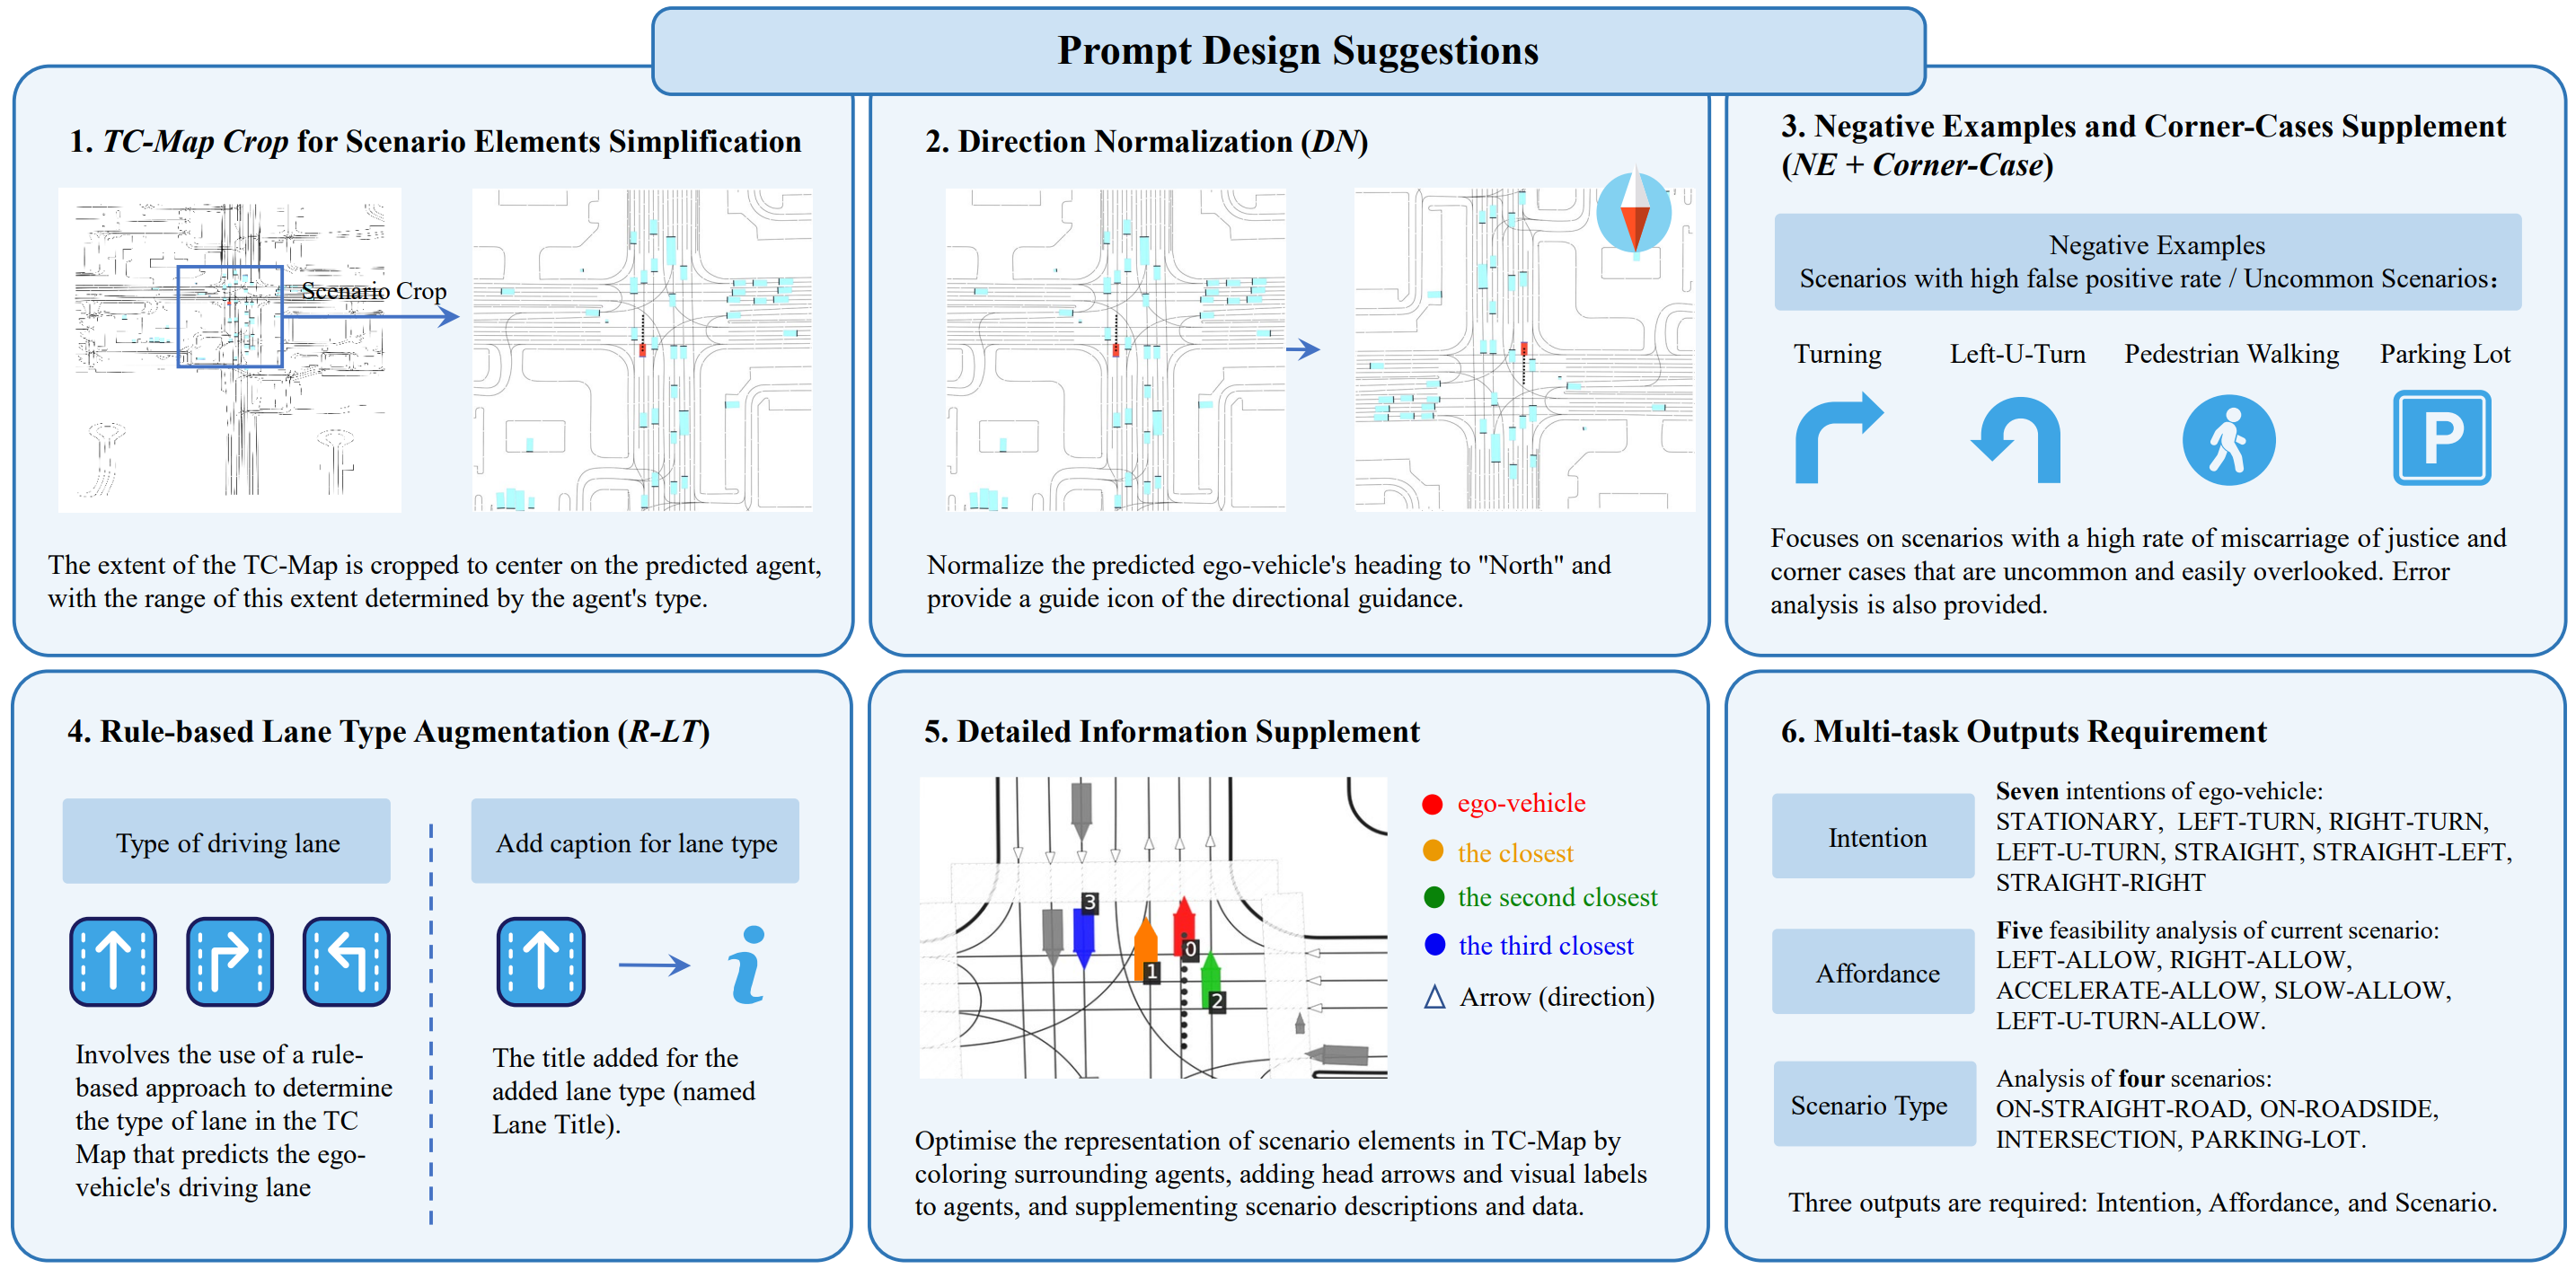 Prompt Design Suggestions
1. TC-Map Crop for Scenario Elements Simplification
Scenario Crop
The extent of the TC-Map is cropped to center on the predicted agent,
with the range of this extent determined by the agent's type.
2. Direction Normalization (DN)
Normalize the predicted ego-vehicle's heading to "North" and
provide a guide icon of the directional guidance.
3. Negative Examples and Corner-Cases Supplement
(NE + Corner-Case)
Negative Examples
Scenarios with high false positive rate / Uncommon Scenarios：
Turning
Left-U-Turn
Pedestrian Walking
Parking Lot
P
Focuses on scenarios with a high rate of miscarriage of justice and
corner cases that are uncommon and easily overlooked. Error
analysis is also provided.
4. Rule-based Lane Type Augmentation (R-LT)
Type of driving lane
Involves the use of a rule-
based approach to determine
the type of lane in the TC
Map that predicts the ego-
vehicle's driving lane
Add caption for lane type
i
The title added for the
added lane type (named
Lane Title).
5. Detailed Information Supplement
3
0
1
2
ego-vehicle
the closest
the second closest
the third closest
Arrow (direction)
Optimise the representation of scenario elements in TC-Map by
coloring surrounding agents, adding head arrows and visual labels
to agents, and supplementing scenario descriptions and data.
6. Multi-task Outputs Requirement
Intention
Seven intentions of ego-vehicle:
STATIONARY, LEFT-TURN, RIGHT-TURN,
LEFT-U-TURN, STRAIGHT, STRAIGHT-LEFT,
STRAIGHT-RIGHT
Affordance
Five feasibility analysis of current scenario:
LEFT-ALLOW, RIGHT-ALLOW,
ACCELERATE-ALLOW, SLOW-ALLOW,
LEFT-U-TURN-ALLOW.
Scenario Type
Analysis of four scenarios:
ON-STRAIGHT-ROAD, ON-ROADSIDE,
INTERSECTION, PARKING-LOT.
Three outputs are required: Intention, Affordance, and Scenario.